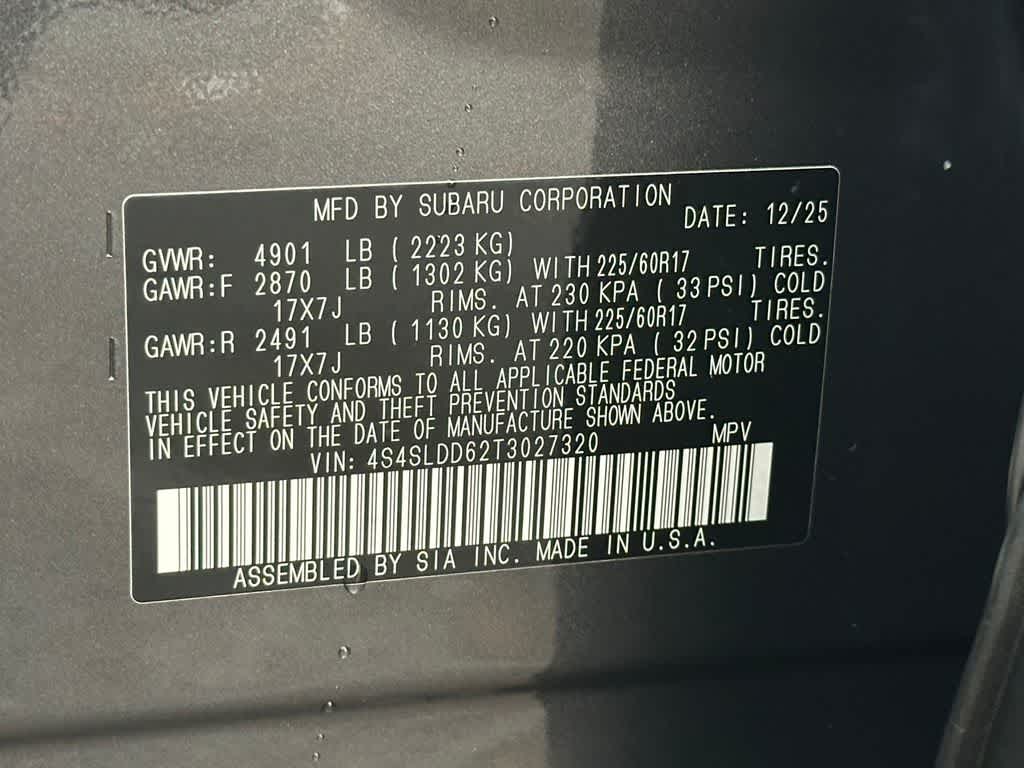 MFD BY SUBARU CORPORATION DATE: 12/25
GVWR: 4901 LB ( 2223 KG)
GAWR:F 2870 LB ( 1302 KG) WITH 225/60R17 TIRES.
17X7J RIMS. AT 230 KPA ( 33 PSI) COLD
GAWR:R 2491 LB ( 1130 KG) WITH 225/60R17 TIRES.
17X7J RIMS. AT 220 KPA ( 32 PSI) COLD
THIS VEHICLE CONFORMS TO ALL APPLICABLE FEDERAL MOTOR
VEHICLE SAFETY AND THEFT PREVENTION STANDARDS
IN EFFECT ON THE DATE OF MANUFACTURE SHOWN ABOVE.
VIN: 4S4SLDD62T3027320 MPV
ASSEMBLED BY SIA INC. MADE IN U.S.A.